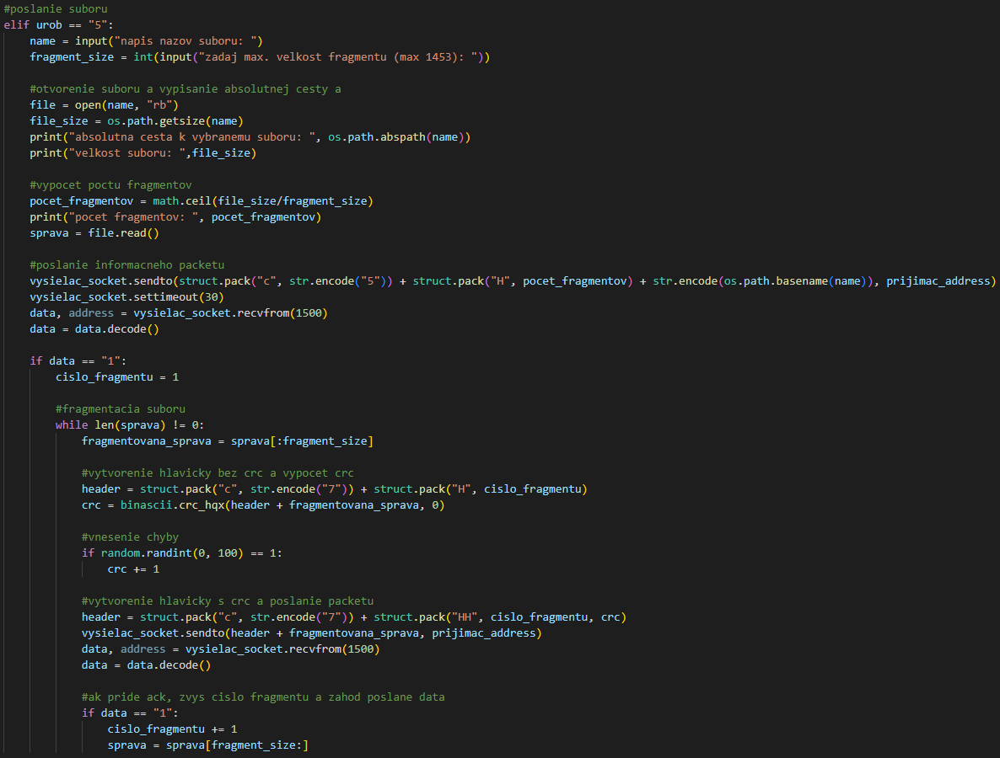 #poslanie suboru
elif urob == "5":
name = input("napis nazov suboru: ")
fragment_size = int(input("zadaj max. velkost fragmentu (max 1453): "))
#otvorenie suboru a vypisanie absolutnej cesty a
file = open(name, "rb")
file_size = os.path.getsize(name)
print("absolutna cesta k vybranemu suboru: ", os.path.abspath(name))
print("velkost suboru: ",file_size)
#vypocet poctu fragmentov
pocet_fragmentov = math.ceil(file_size/fragment_size)
print("pocet fragmentov: ", pocet_fragmentov)
sprava = file.read()
#poslanie informacneho packetu
vysielac_socket.sendto(struct.pack("c", str.encode("5")) + struct.pack("H", pocet_fragmentov) + str.encode(os.path.basename(name)), prijimac_address)
vysielac_socket.settimeout(30)
data, address = vysielac_socket.recvfrom(1500)
data = data.decode()
if data == "1":
cislo_fragmentu = 1
#fragmentacia suboru
while len(sprava) != 0:
fragmentovana_sprava = sprava[:fragment_size]
#vytvorenie hlavicky bez crc a vypocet crc
header = struct.pack("c", str.encode("7")) + struct.pack("H", cislo_fragmentu)
crc = binascii.crc_hqx(header + fragmentovana_sprava, 0)
#vnesenie chyby
if random.randint(0, 100) == 1:
crc += 1
#vytvorenie hlavicky s crc a poslanie packetu
header = struct.pack("c", str.encode("7")) + struct.pack("HH", cislo_fragmentu, crc)
vysielac_socket.sendto(header + fragmentovana_sprava, prijimac_address)
data, address = vysielac_socket.recvfrom(1500)
data = data.decode()
#ak pride ack, zvys cislo fragmentu a zahod poslane data
if data == "1":
cislo_fragmentu += 1
sprava = sprava[fragment_size:]